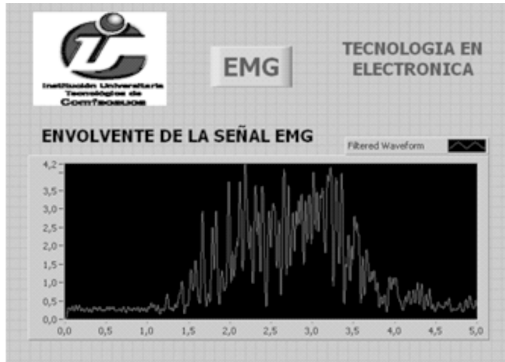 Institución Universitaria
Tecnológico de
Comfacauca
EMG
TECNOLOGIA EN
ELECTRONICA
ENVOLVENTE DE LA SEÑAL EMG
Filtered Waveform
4,2
3,5
3,0
2,5
2,0
1,5
1,0
0,5
0,0
0,0 0,5 1,0 1,5 2,0 2,5 3,0 3,5 4,0 4,5 5,0